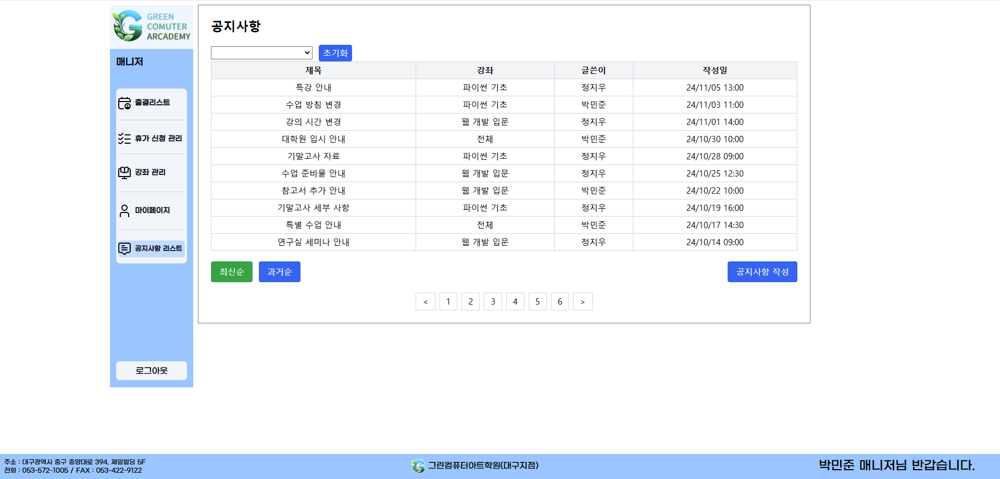 GREEN
COMUTER
ARCADEMY
매니저
출결리스트
휴가 신청 관리
강좌 관리
마이페이지
공지사항 리스트
로그아웃
공지사항
초기화
제목 강좌 글쓴이 작성일
특강 안내 파이썬 기초 정지우 24/11/05 13:00
수업 방침 변경 파이썬 기초 박민준 24/11/03 11:00
강의 시간 변경 웹 개발 입문 정지우 24/11/01 14:00
대학원 입시 안내 전체 박민준 24/10/30 10:00
기말고사 자료 파이썬 기초 정지우 24/10/28 09:00
수업 준비물 안내 웹 개발 입문 정지우 24/10/25 12:30
참고서 추가 안내 웹 개발 입문 박민준 24/10/22 10:00
기말고사 세부 사항 파이썬 기초 정지우 24/10/19 16:00
특별 수업 안내 전체 박민준 24/10/17 14:30
연구실 세미나 안내 웹 개발 입문 정지우 24/10/14 09:00
최신순 과거순 공지사항 작성
< 1 2 3 4 5 6 >
주소 : 대구광역시 중구 중앙대로 394, 제일빌딩 5F
전화 : 053-572-1005 / FAX : 053-422-9122
그린컴퓨터아트학원(대구지점)
박민준 매니저님 반갑습니다.